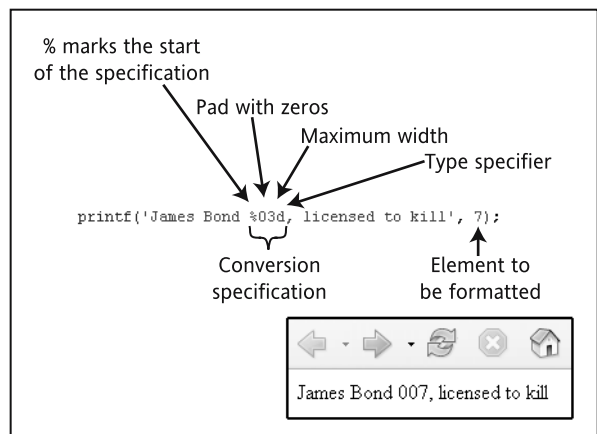 % marks the start
of the specification
Pad with zeros
Maximum width
Type specifier
printf('James Bond %03d, licensed to kill', 7);
Conversion
specification
Element to
be formatted
James Bond 007, licensed to kill